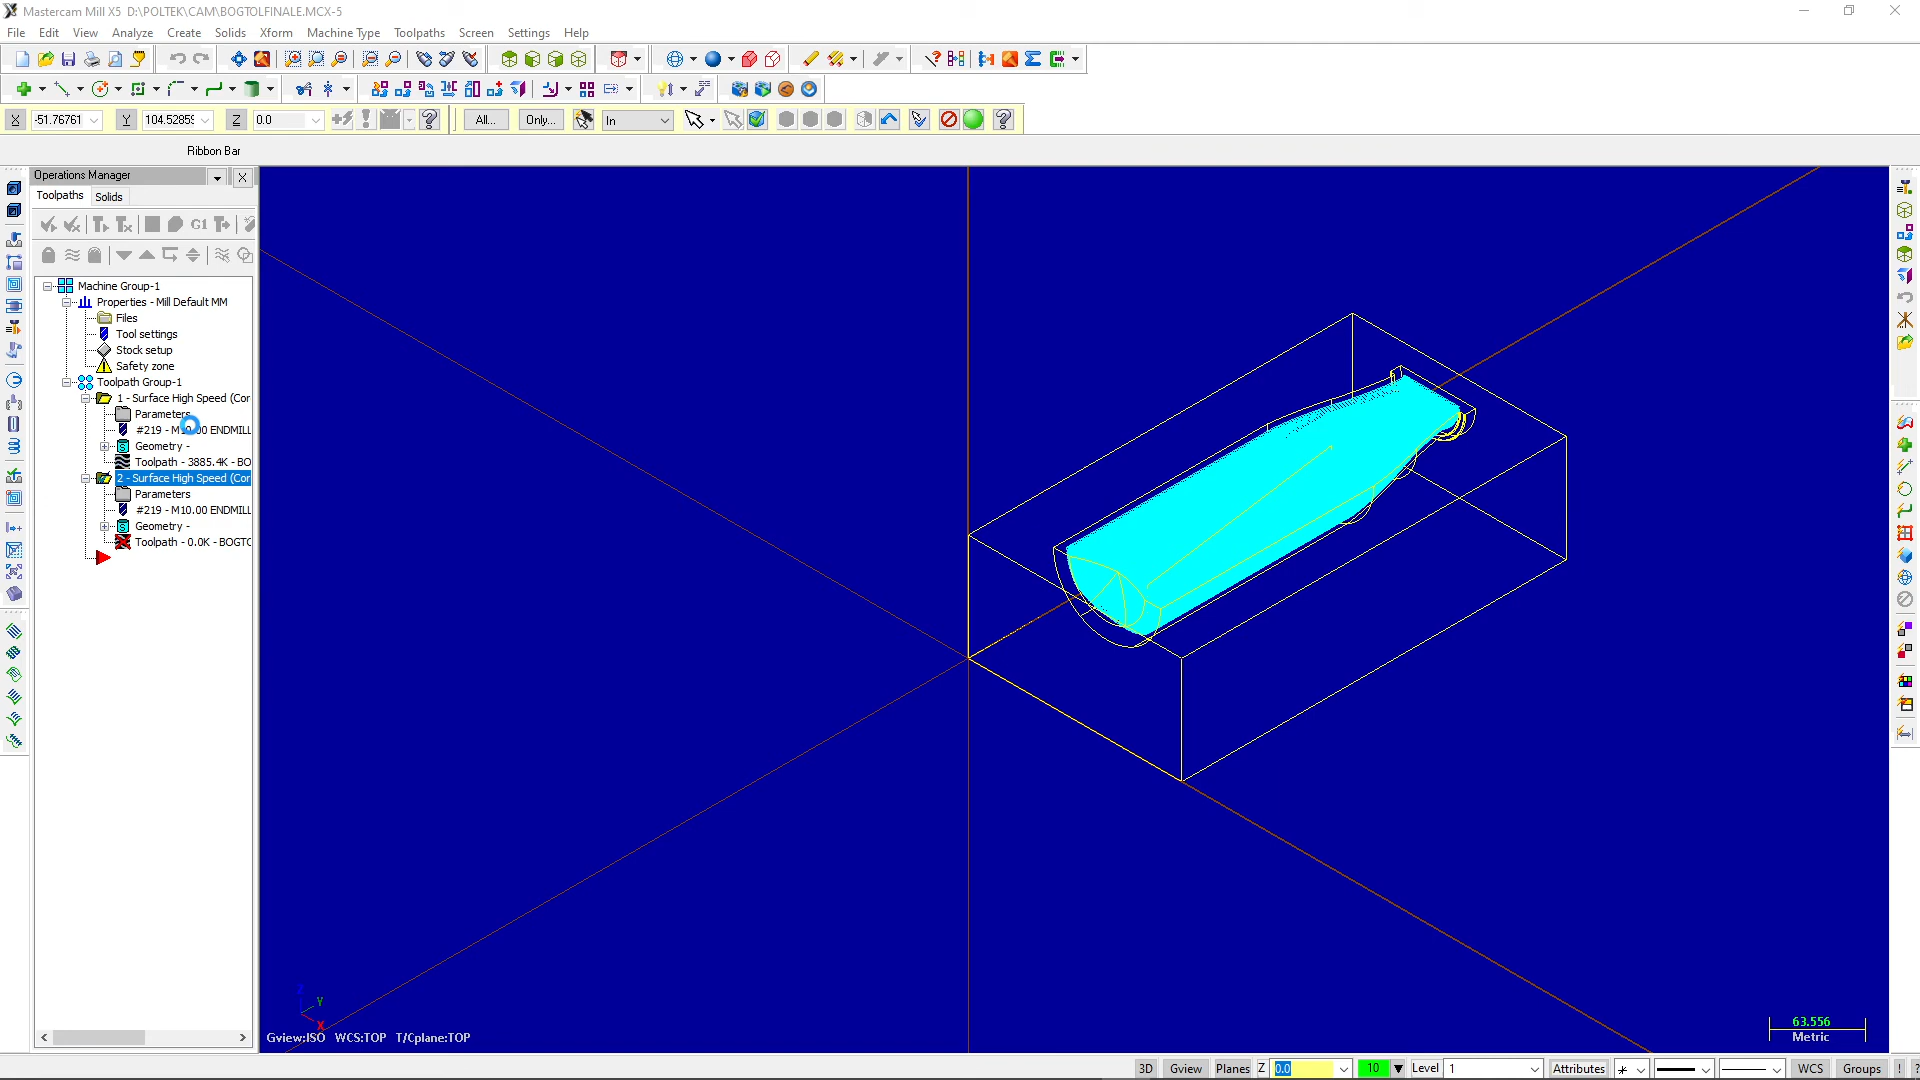 Mastercam Mill X5 D:\POLTEK\CAM\BOGTOLFINALE.MCX-5
File Edit View Analyze Create Solids Xform Machine Type Toolpaths Screen Settings Help
X -51.76761 Y 104.52859 Z 0.0 All... Only... In
Ribbon Bar
Operations Manager
Toolpaths Solids
G1
Machine Group-1
Properties - Mill Default MM
Files
Tool settings
Stock setup
Safety zone
Toolpath Group-1
1 - Surface High Speed (Cor
Parameters
#219 - M10.00 ENDMILL
Geometry -
Toolpath - 3885.4K - BO
2 - Surface High Speed (Cor
Parameters
#219 - M10.00 ENDMILL
Geometry -
Toolpath - 0.0K - BOGTO
Z
Y
X
Gview:ISO WCS:TOP T/Cplane:TOP
63.556
Metric
3D Gview Planes Z 0.0 10 Level 1 Attributes WCS Groups ! ?